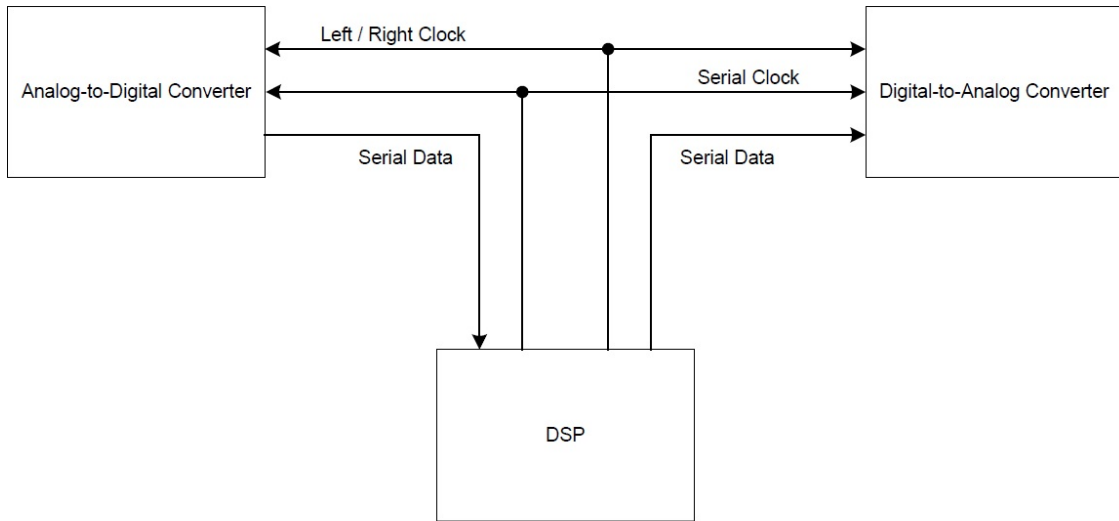 Left / Right Clock
Analog-to-Digital Converter
Serial Clock
Digital-to-Analog Converter
Serial Data
Serial Data
DSP